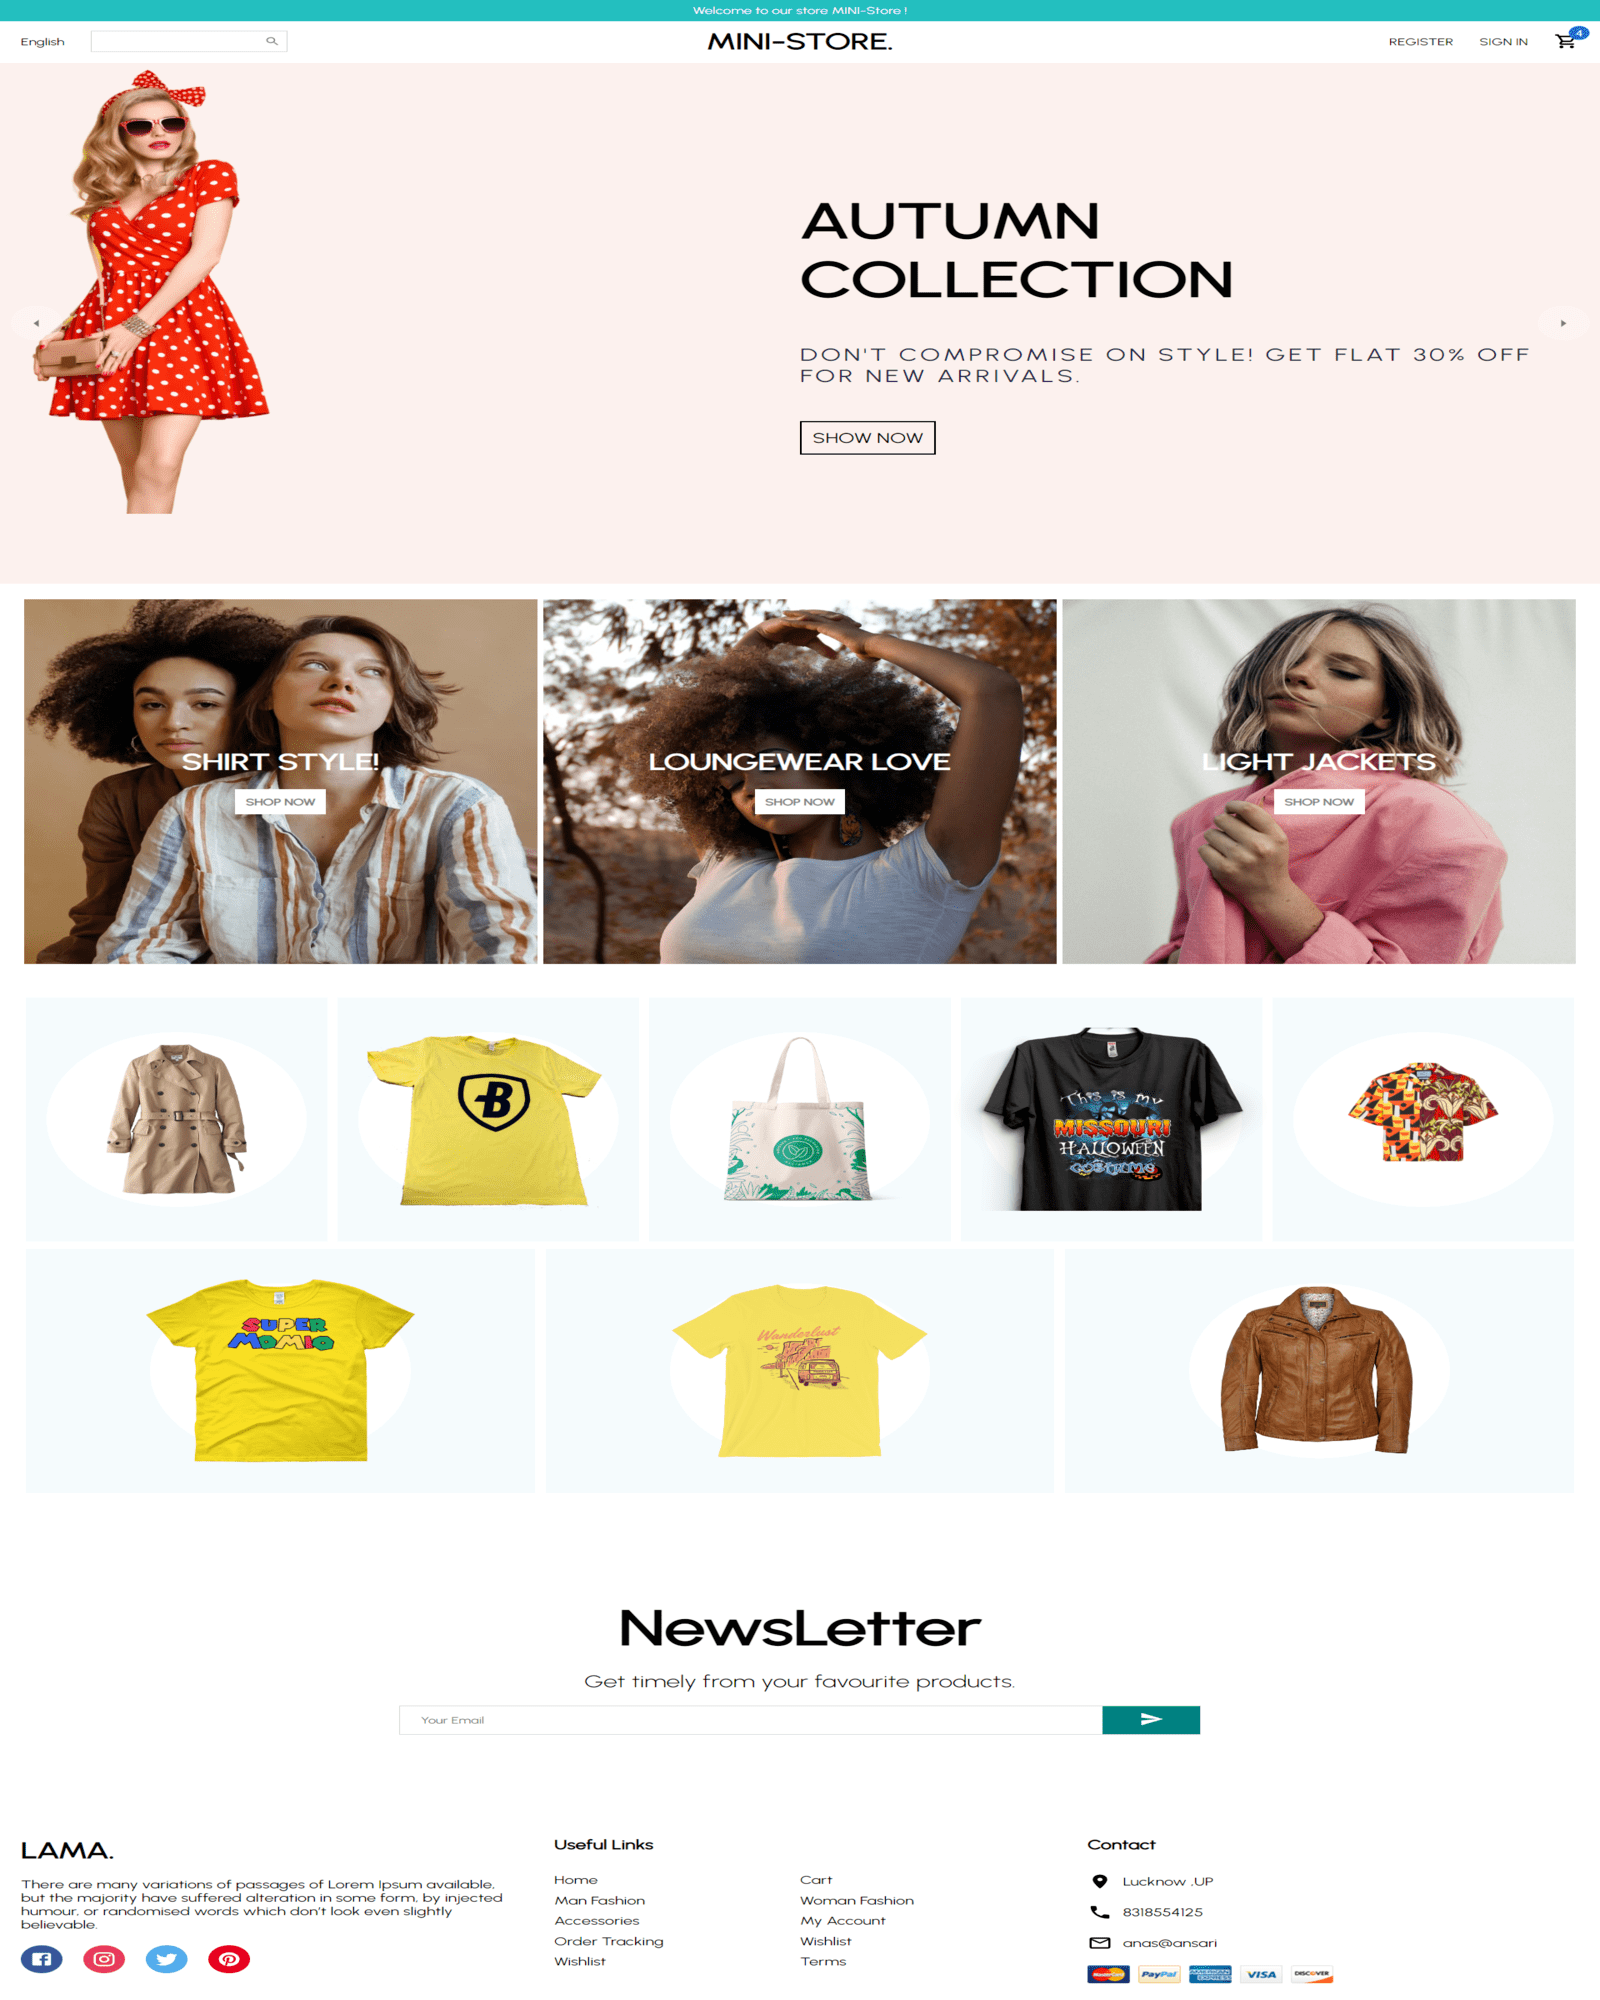 Welcome to our store MINI-Store !
English
MINI-STORE.
REGISTER
SIGN IN
4
AUTUMN
COLLECTION
DON'T COMPROMISE ON STYLE! GET FLAT 30% OFF
FOR NEW ARRIVALS.
SHOW NOW
SHIRT STYLE!
SHOP NOW
LOUNGEWEAR LOVE
SHOP NOW
LIGHT JACKETS
SHOP NOW
B
This is my
MISSOURI
HALLOWEEN
COSTUME
SUPER
MOMIO
Wanderlust
NewsLetter
Get timely from your favourite products.
Your Email
LAMA.
There are many variations of passages of Lorem Ipsum available,
but the majority have suffered alteration in some form, by injected
humour, or randomised words which don't look even slightly
believable.
Useful Links
Home
Cart
Man Fashion
Woman Fashion
Accessories
My Account
Order Tracking
Wishlist
Wishlist
Terms
Contact
Lucknow ,UP
8318554125
anas@ansari
MasterCard
PayPal
AMERICAN EXPRESS
VISA
DISCOVER